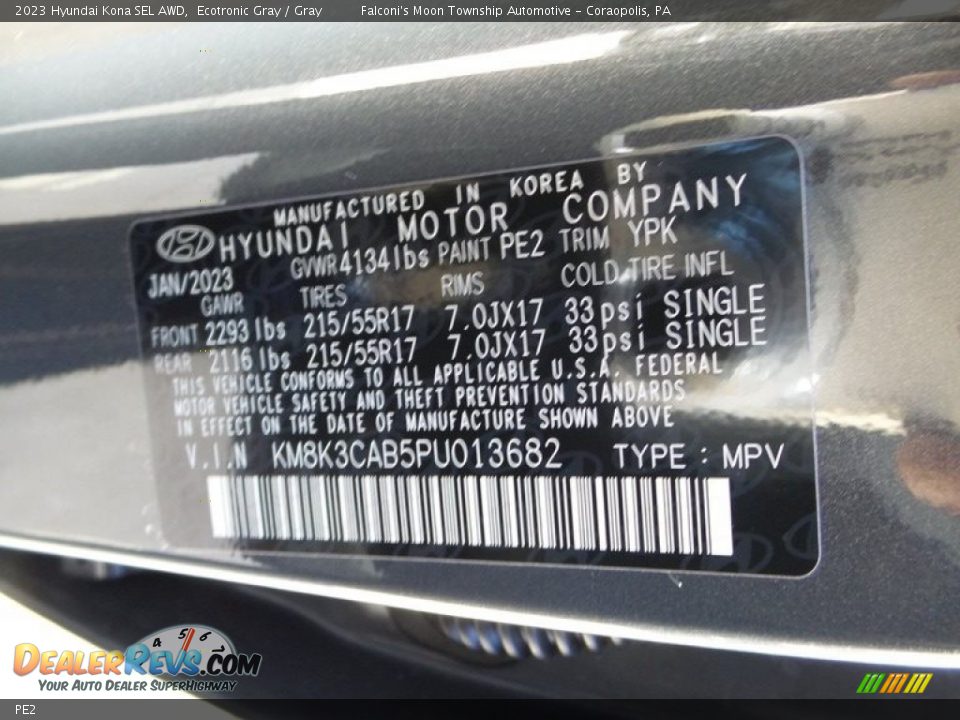 2023 Hyundai Kona SEL AWD, Ecotronic Gray / Gray Falconi's Moon Township Automotive - Coraopolis, PA
MANUFACTURED IN KOREA BY
HYUNDAI MOTOR COMPANY
JAN/2023 GVWR 4134 lbs PAINT PE2 TRIM YPK
GAWR TIRES RIMS COLD TIRE INFL
FRONT 2293 lbs 215/55R17 7.0JX17 33 psi SINGLE
REAR 2116 lbs 215/55R17 7.0JX17 33 psi SINGLE
THIS VEHICLE CONFORMS TO ALL APPLICABLE U.S.A. FEDERAL
MOTOR VEHICLE SAFETY AND THEFT PREVENTION STANDARDS
IN EFFECT ON THE DATE OF MANUFACTURE SHOWN ABOVE
V.I.N KM8K3CAB5PU013682 TYPE : MPV
4 5 6
DEALERREVS.COM
YOUR AUTO DEALER SUPERHIGHWAY
PE2